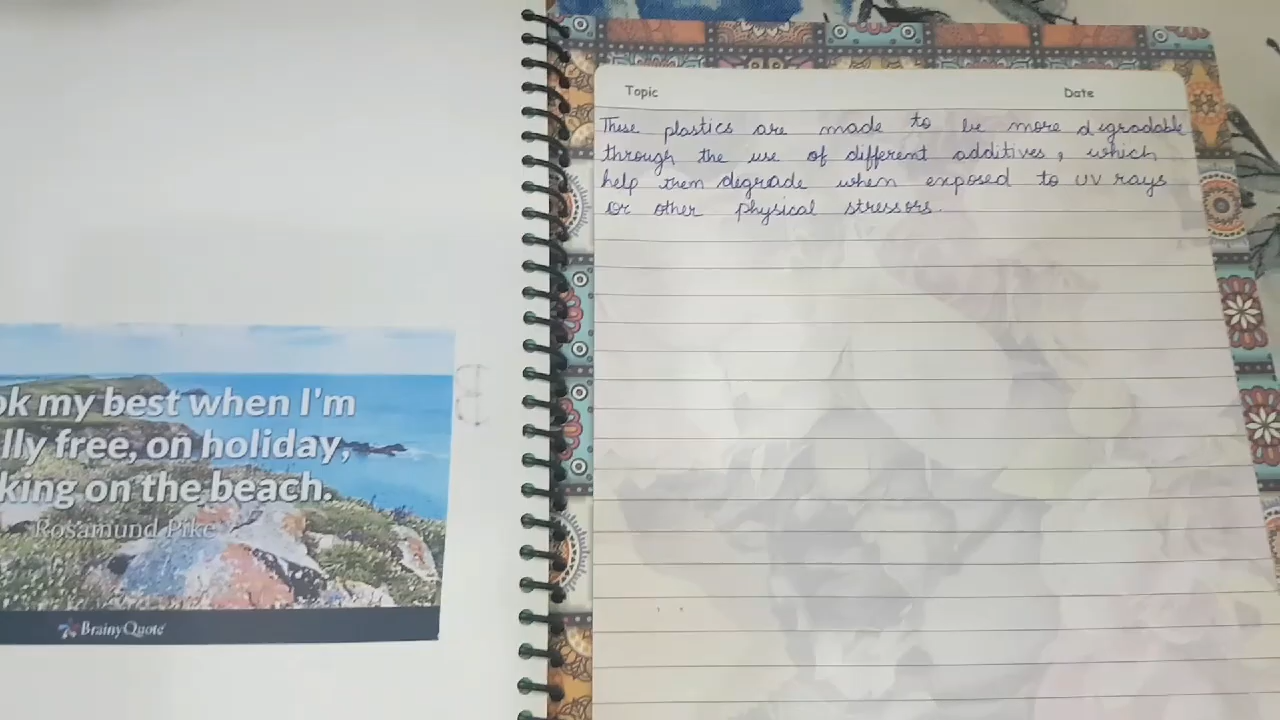 ok my best when I'm
lly free, on holiday,
king on the beach.
Rosamund Pike
BrainyQuote
Topic
Date
These plastics are made to be more degradable
through the use of different additives, which
help them degrade when exposed to UV rays
or other physical stressors.